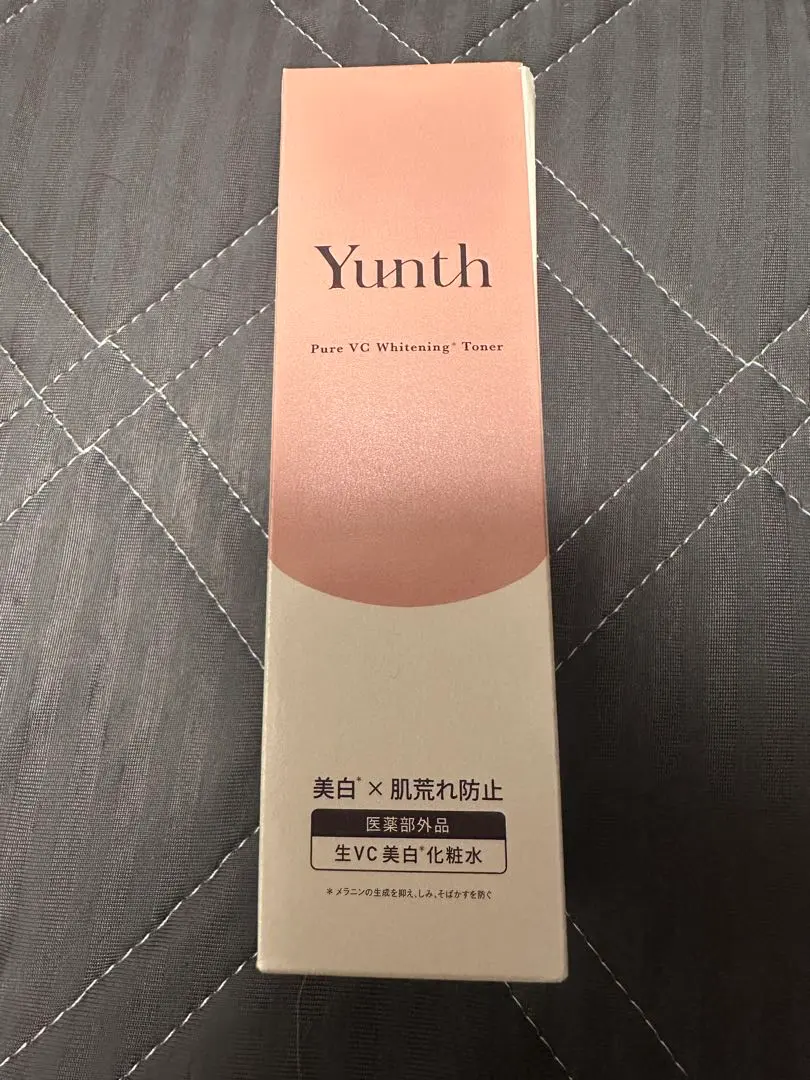 Yunth
Pure VC Whitening* Toner
美白*×肌荒れ防止
医薬部外品
生VC美白*化粧水
*メラニンの生成を抑え、しみ、そばかすを防ぐ